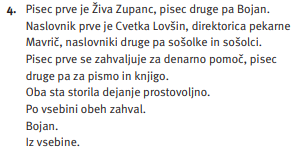 4. Pisec prve je Živa Zupanc, pisec druge pa Bojan.
Naslovnik prve je Cvetka Lovšin, direktorica pekarne
Mavrič, naslovniki druge pa sošolke in sošolci.
Pisec prve se zahvaljuje za denarno pomoč, pisec
druge pa za pismo in knjigo.
Oba sta storila dejanje prostovoljno.
Po vsebini obeh zahval.
Bojan.
Iz vsebine.